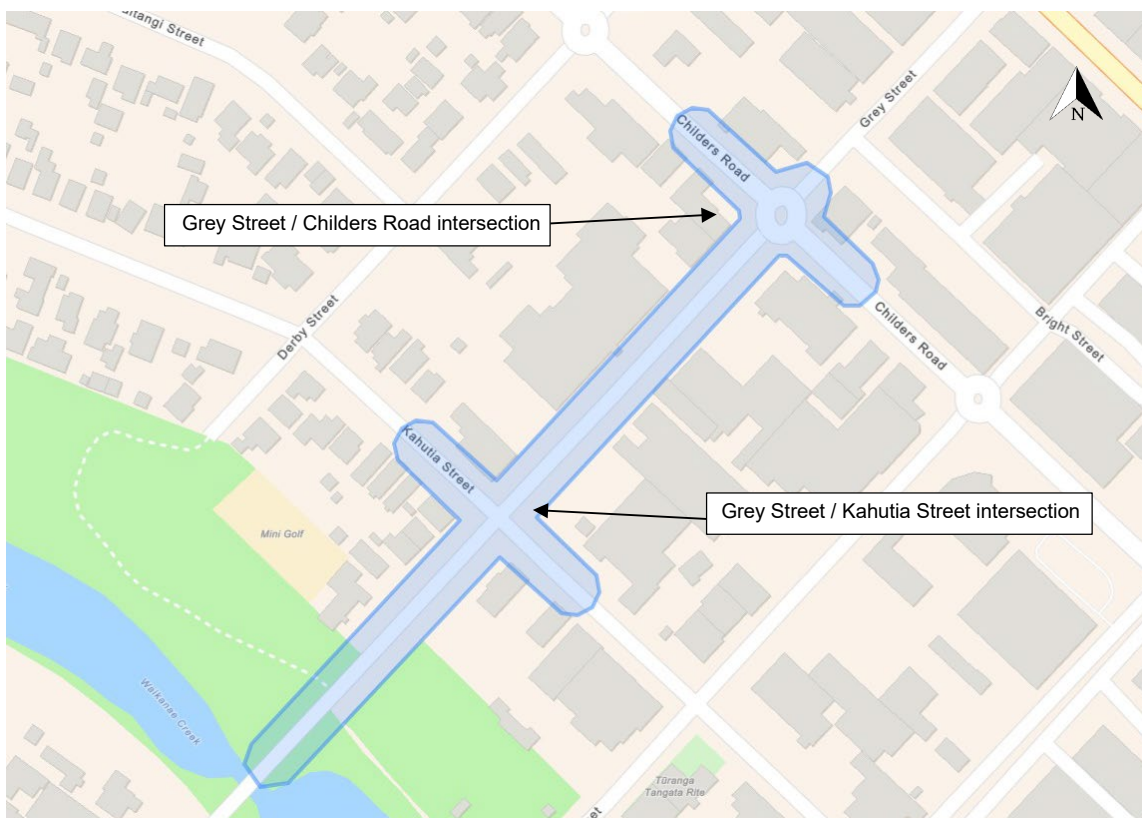 Street
Grey Street
N
Childers Road
Grey Street / Childers Road intersection
Derby Street
Childers Road
Bright Street
Kahutia Street
Grey Street / Kahutia Street intersection
Mini Golf
Waikanae Creek
Tūranga
Tangata Rite